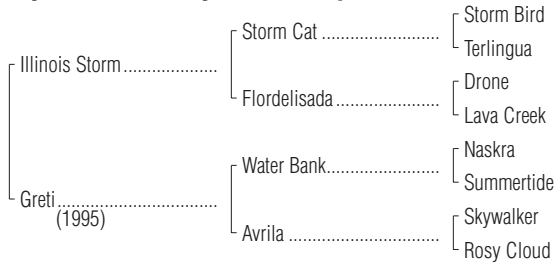 Storm Bird
Storm Cat ........................
Terlingua
Illinois Storm ...................
Drone
Flordelisada .....................
Lava Creek
Naskra
Water Bank.......................
Summertide
Greti................................
(1995)
Skywalker
Avrila ..............................
Rosy Cloud